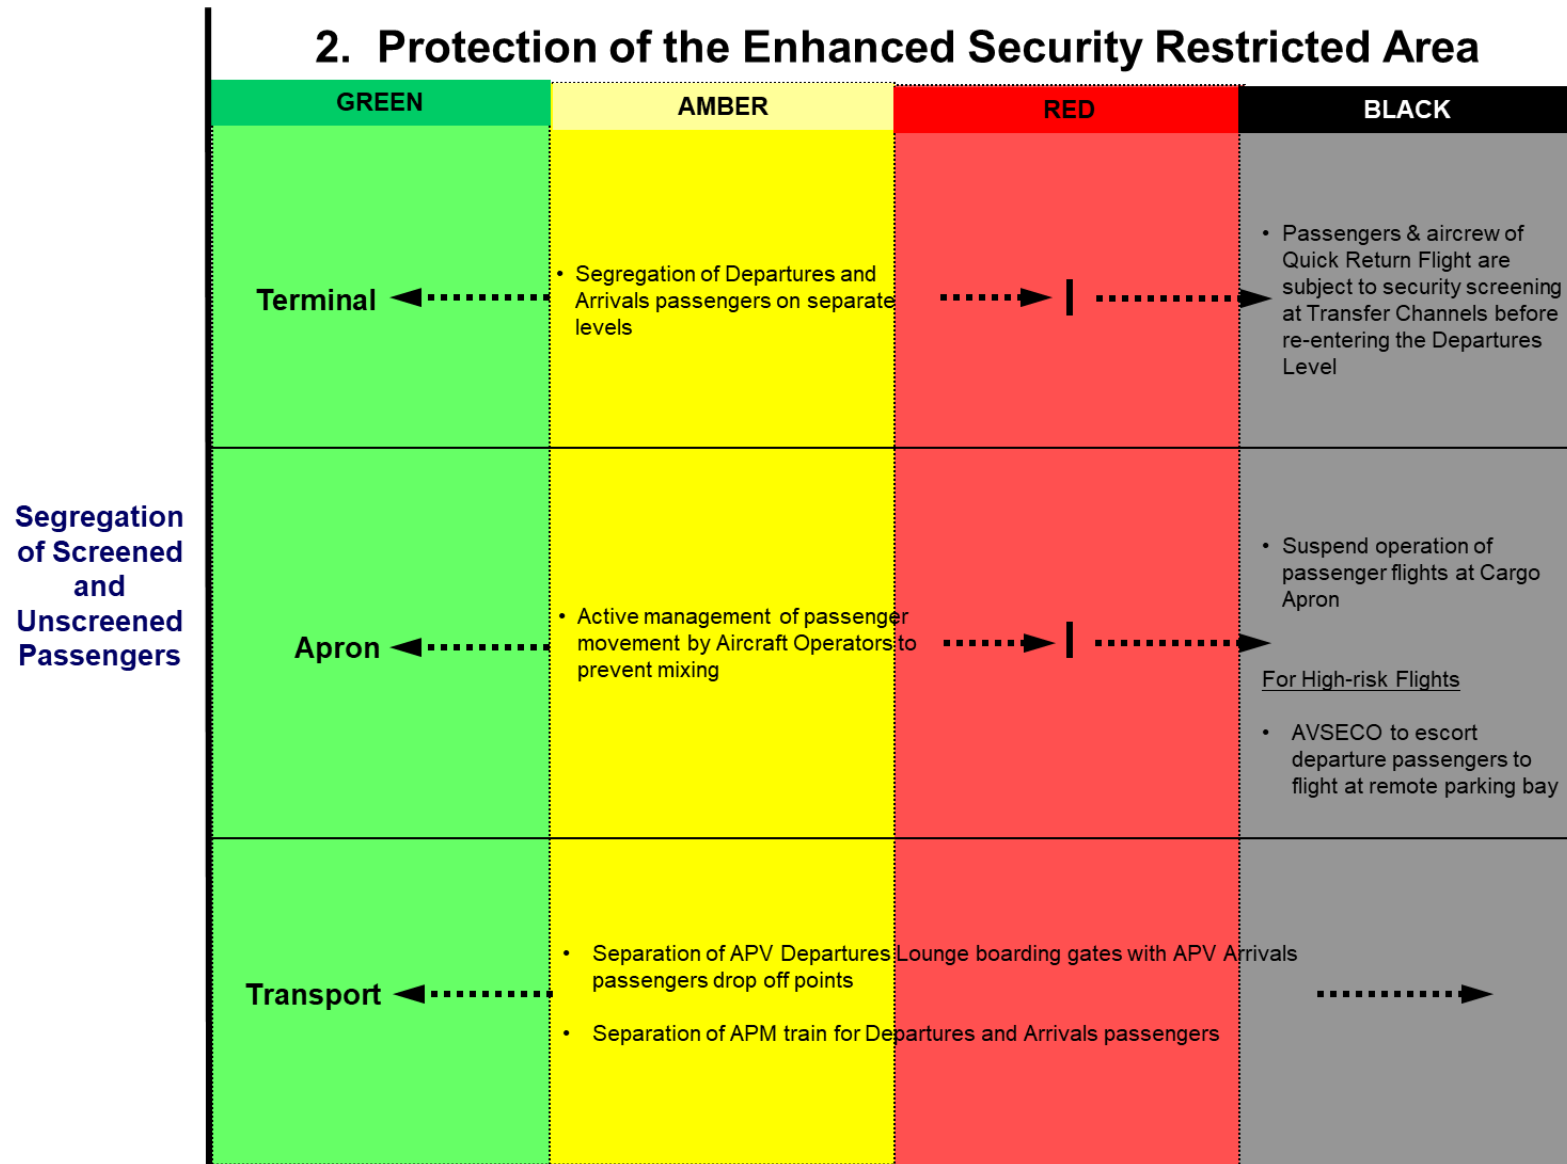 2. Protection of the Enhanced Security Restricted Area
GREEN
AMBER
RED
BLACK
Segregation
of Screened
and
Unscreened
Passengers
Terminal
• Segregation of Departures and
Arrivals passengers on separate
levels
• Passengers & aircrew of
Quick Return Flight are
subject to security screening
at Transfer Channels before
re-entering the Departures
Level
Apron
• Active management of passenger
movement by Aircraft Operators to
prevent mixing
• Suspend operation of
passenger flights at Cargo
Apron
For High-risk Flights
• AVSECO to escort
departure passengers to
flight at remote parking bay
Transport
• Separation of APV Departures Lounge boarding gates with APV Arrivals
passengers drop off points
• Separation of APM train for Departures and Arrivals passengers